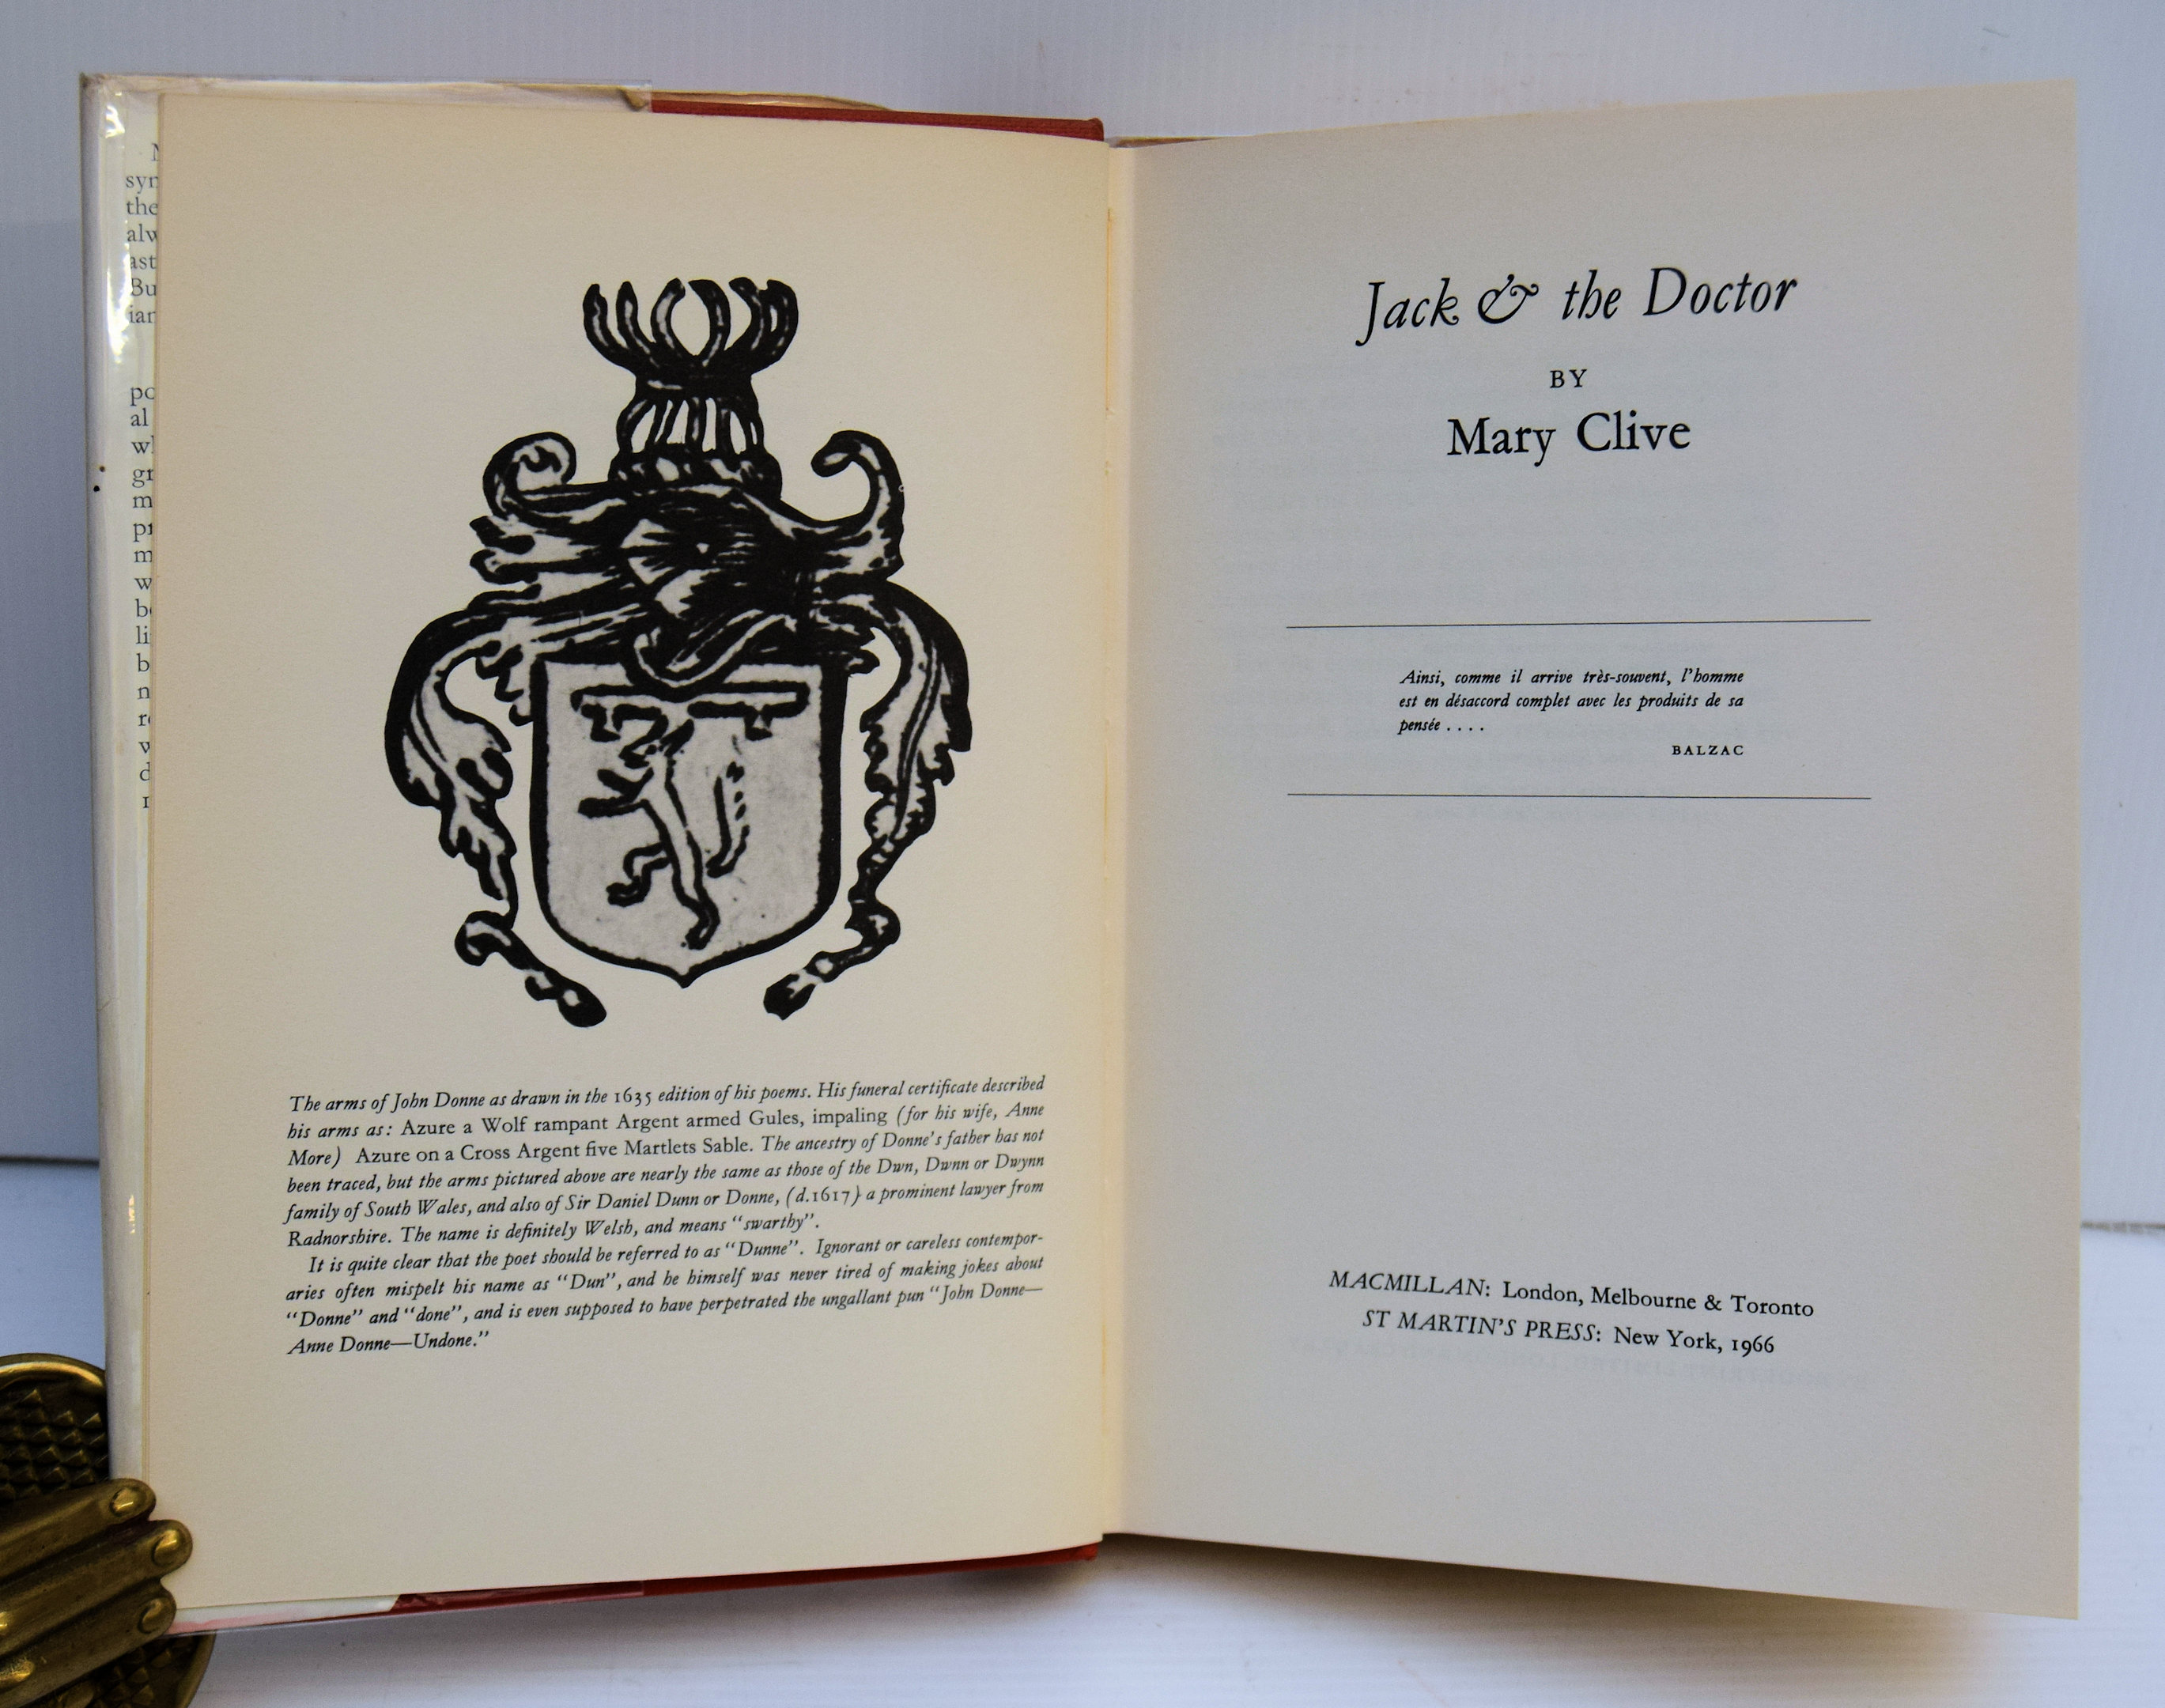 The arms of John Donne as drawn in the 1635 edition of his poems. His funeral certificate described
his arms as: Azure a Wolf rampant Argent armed Gules, impaling (for his wife, Anne
More) Azure on a Cross Argent five Martlets Sable. The ancestry of Donne's father has not
been traced, but the arms pictured above are nearly the same as those of the Dwn, Dwnn or Dwynn
family of South Wales, and also of Sir Daniel Dunn or Donne, (d.1617) a prominent lawyer from
Radnorshire. The name is definitely Welsh, and means "swarthy".
It is quite clear that the poet should be referred to as "Dunne". Ignorant or careless contempor-
aries often mispelt his name as "Dun", and he himself was never tired of making jokes about
"Donne" and "done", and is even supposed to have perpetrated the ungallant pun "John Donne—
Anne Donne—Undone."
Jack & the Doctor
BY
Mary Clive
Ainsi, comme il arrive très-souvent, l'homme
est en désaccord complet avec les produits de sa
pensée . . . .
BALZAC
MACMILLAN: London, Melbourne & Toronto
ST MARTIN'S PRESS: New York, 1966